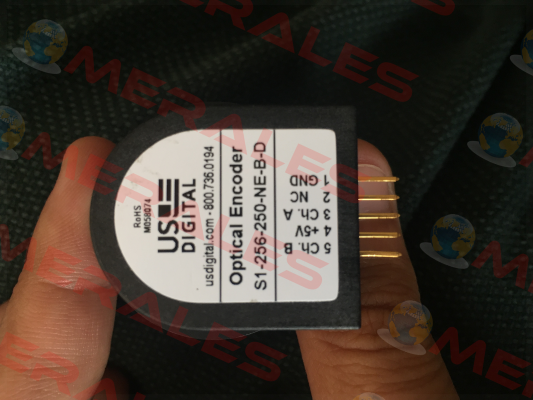 RoHS
M058074
US
DIGITAL
usdigital.com - 800.736.0194
Optical Encoder
S1-256-250-NE-B-D
5 Ch. B
4 +5V
3 Ch. A
2 NC
1 GND
MERALES
MERALES
MERALES
MERALES